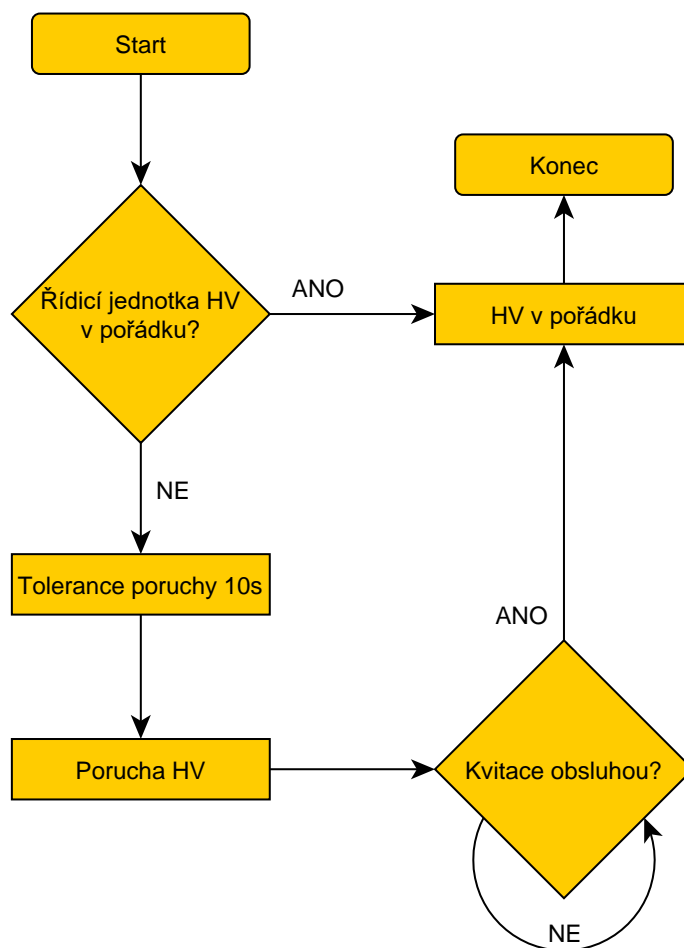 Start
Konec
Řídicí jednotka HV
v pořádku?
ANO
HV v pořádku
NE
Tolerance poruchy 10s
ANO
Porucha HV
Kvitace obsluhou?
NE